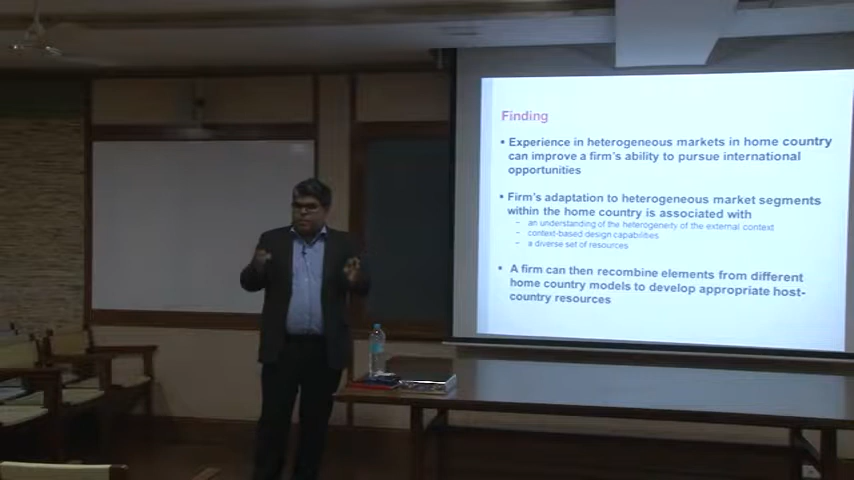 Finding
• Experience in heterogeneous markets in home country
can improve a firm's ability to pursue international
opportunities
• Firm's adaptation to heterogeneous market segments
within the home country is associated with
– an understanding of the heterogeneity of the external context
– context-based design capabilities
– a diverse set of resources
• A firm can then recombine elements from different
home country models to develop appropriate host-
country resources